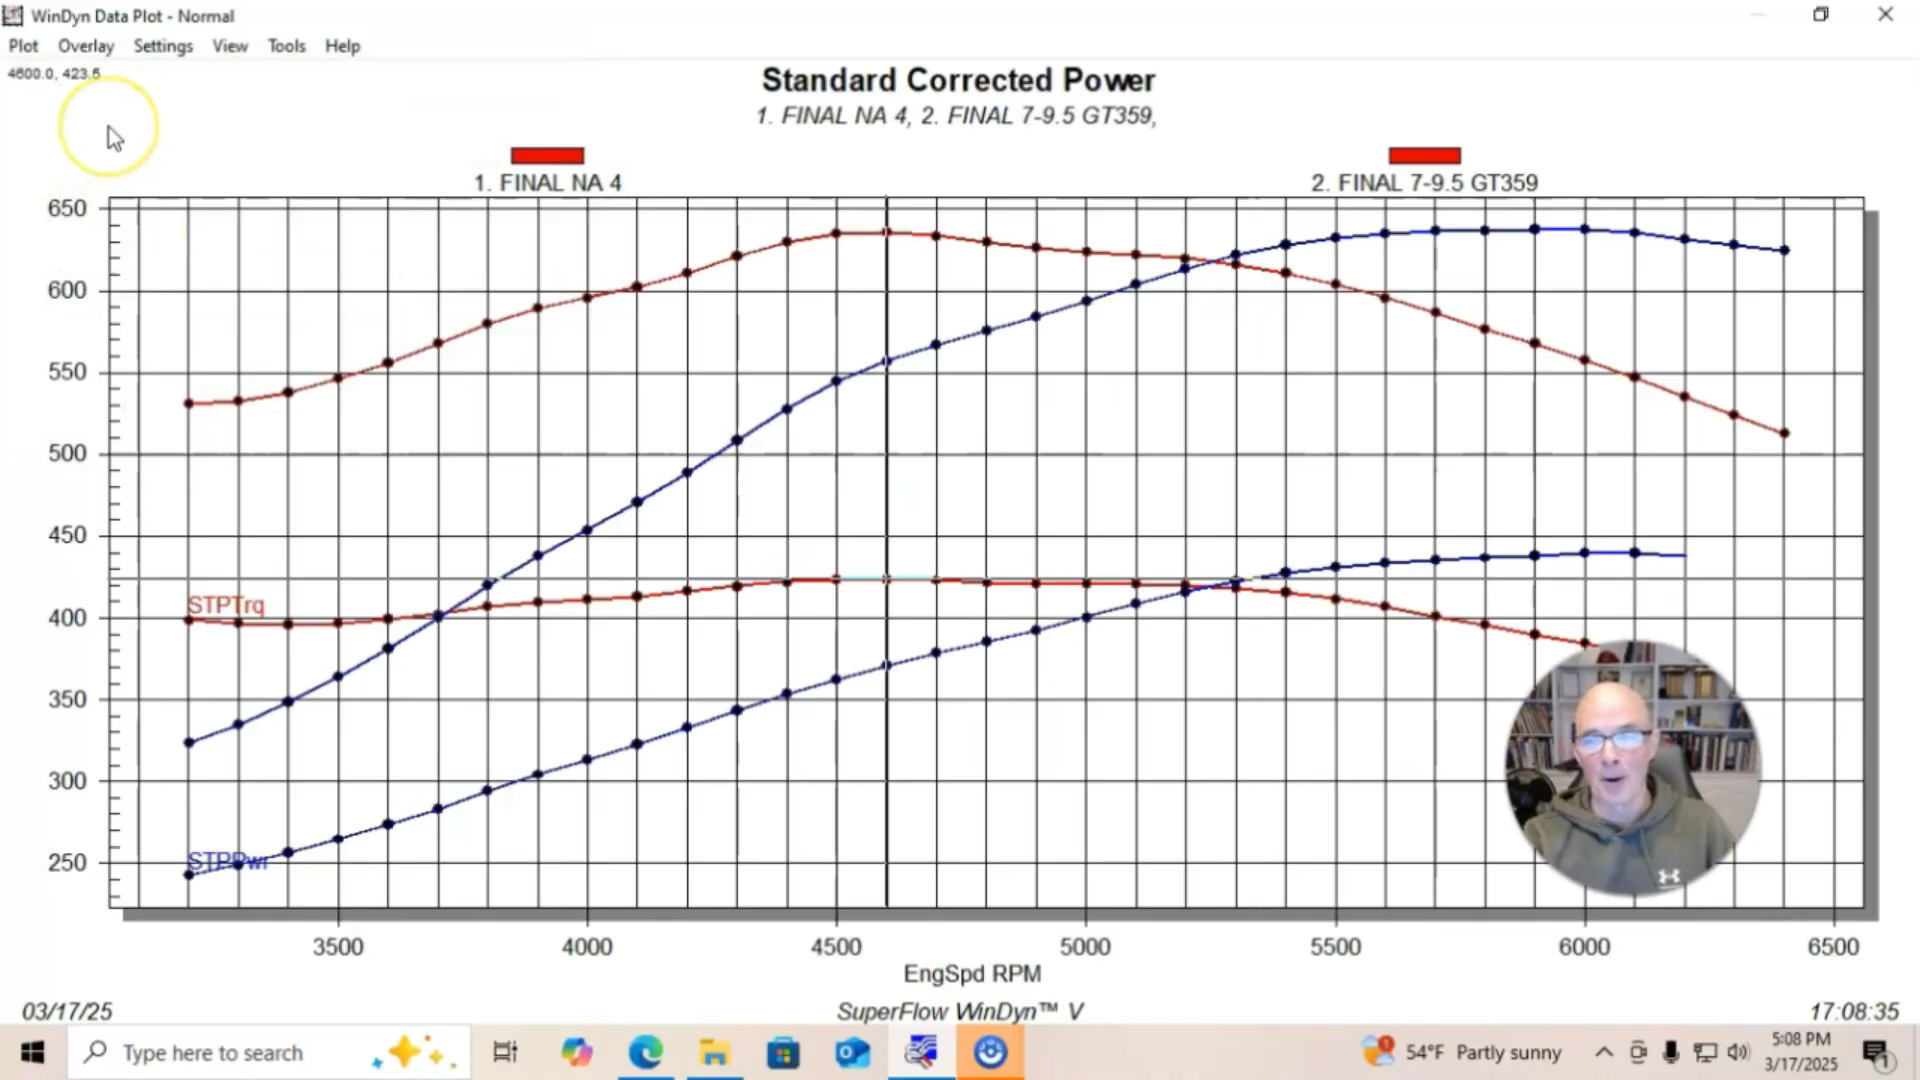 WinDyn Data Plot - Normal
Plot Overlay Settings View Tools Help
4600.0, 423.5
Standard Corrected Power
1. FINAL NA 4, 2. FINAL 7-9.5 GT359,
1. FINAL NA 4
2. FINAL 7-9.5 GT359
650
600
550
500
450
400
350
300
250
STPTrq
STPPwr
3500 4000 4500 5000 5500 6000 6500
EngSpd RPM
03/17/25
SuperFlow WinDyn™ V
17:08:35
Type here to search
54°F Partly sunny
5:08 PM
3/17/2025
1